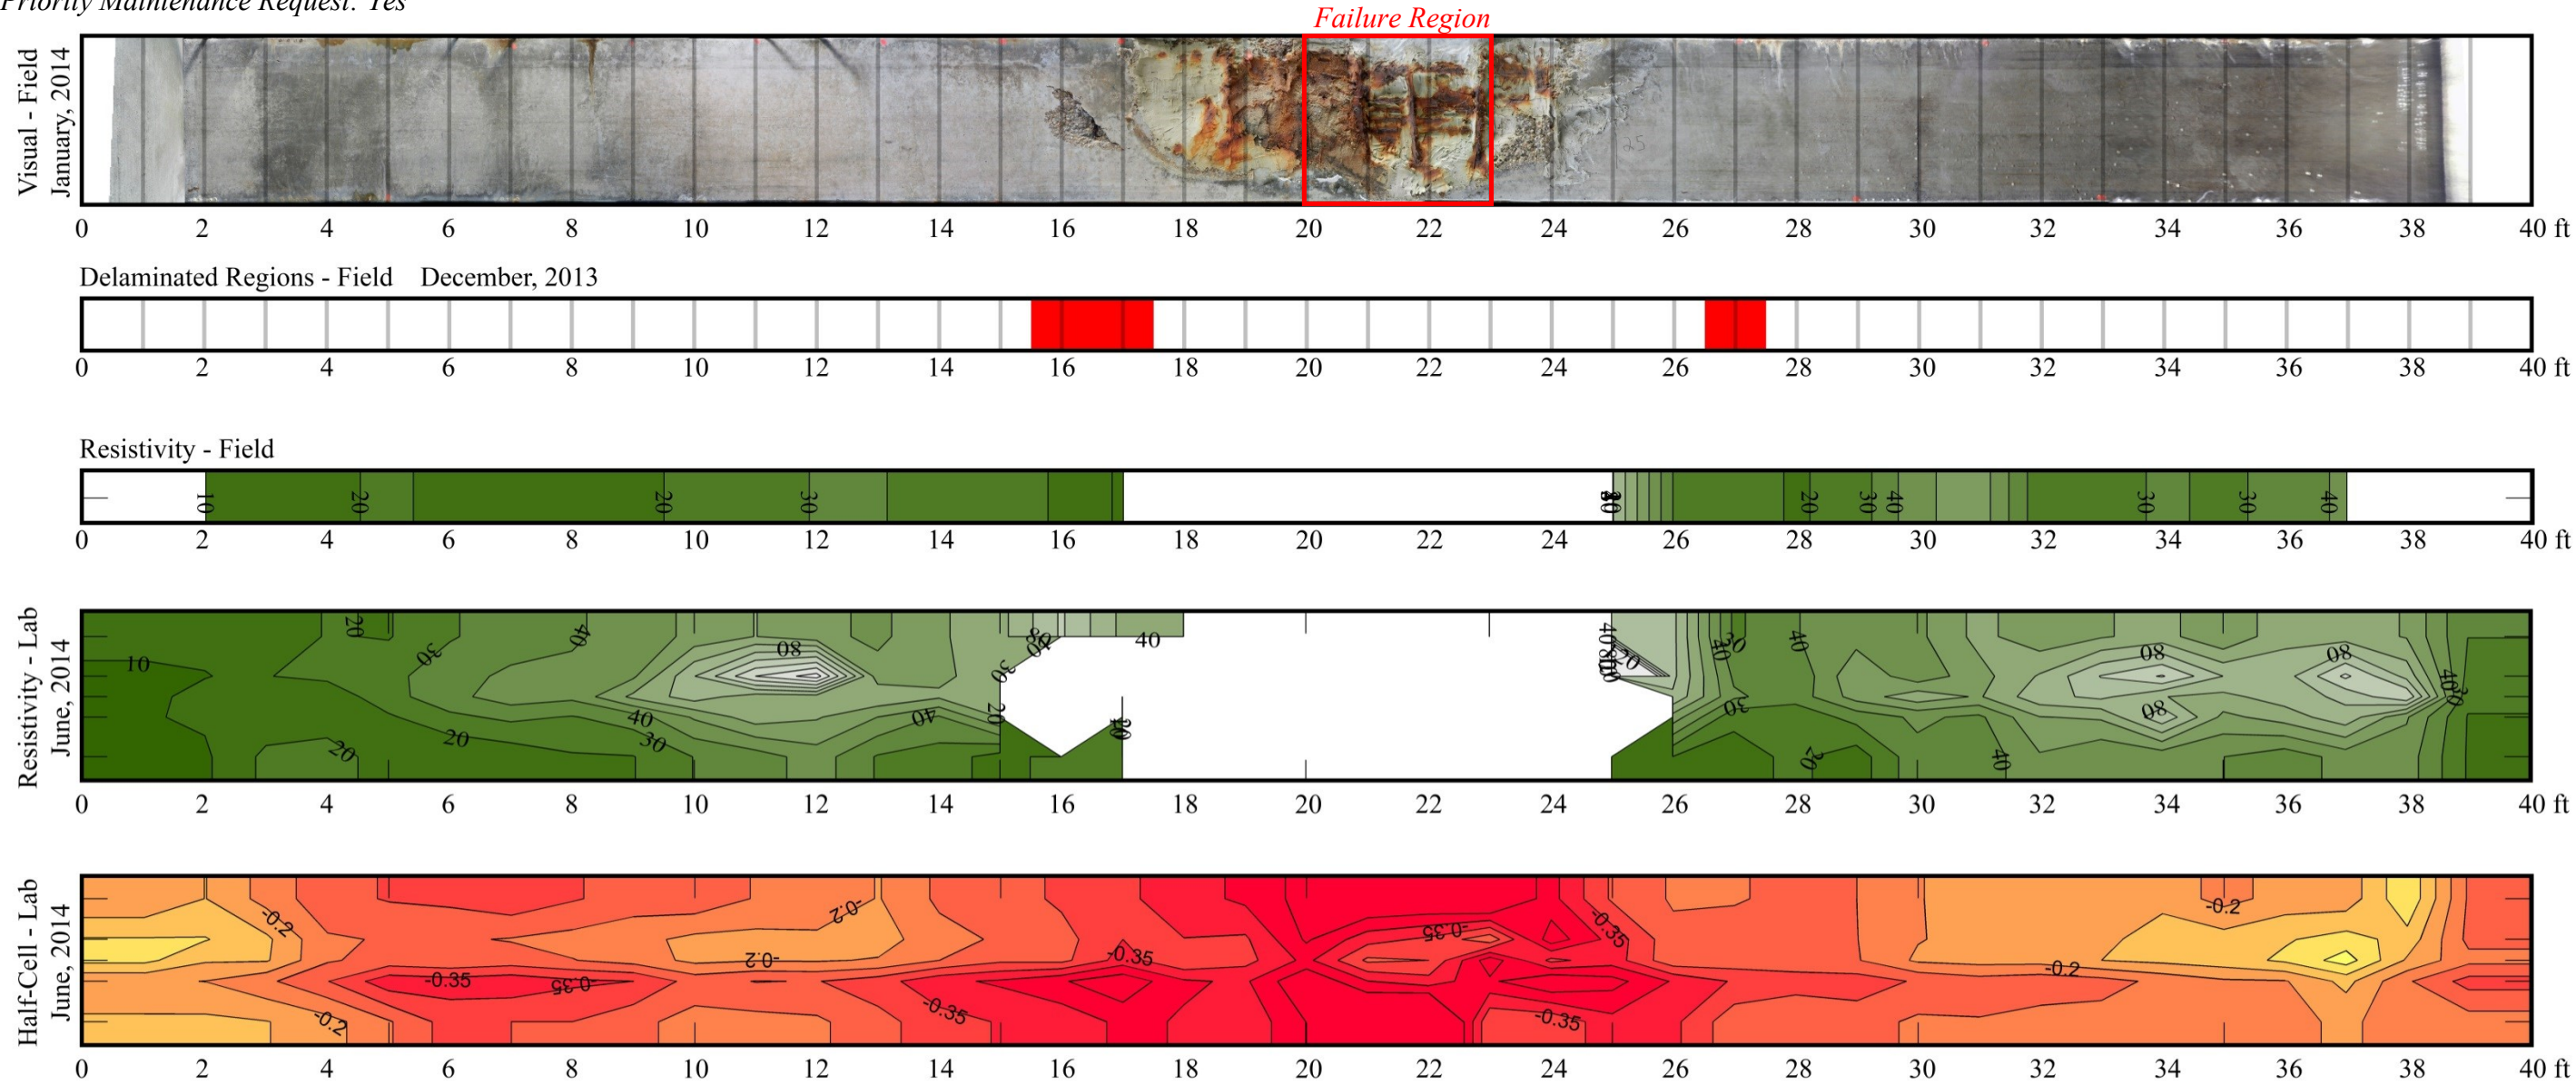 Priority Maintenance Request: Yes
Failure Region
Visual - Field
January, 2014
25
0 2 4 6 8 10 12 14 16 18 20 22 24 26 28 30 32 34 36 38 40 ft
Delaminated Regions - Field December, 2013
0 2 4 6 8 10 12 14 16 18 20 22 24 26 28 30 32 34 36 38 40 ft
Resistivity - Field
10 20 20 30 20 30 40 30 30 40
0 2 4 6 8 10 12 14 16 18 20 22 24 26 28 30 32 34 36 38 40 ft
Resistivity - Lab
June, 2014
10 20 30 40 80 30 80 40 40 20 40 30 40 80 80 40 30
20 20 40 30 40 20 30 20 40 80
0 2 4 6 8 10 12 14 16 18 20 22 24 26 28 30 32 34 36 38 40 ft
Half-Cell - Lab
June, 2014
-0.2 -0.2 -0.35 -0.35 -0.2
-0.2 -0.35 -0.2
-0.35 -0.35
-0.2 -0.35 -0.35
0 2 4 6 8 10 12 14 16 18 20 22 24 26 28 30 32 34 36 38 40 ft